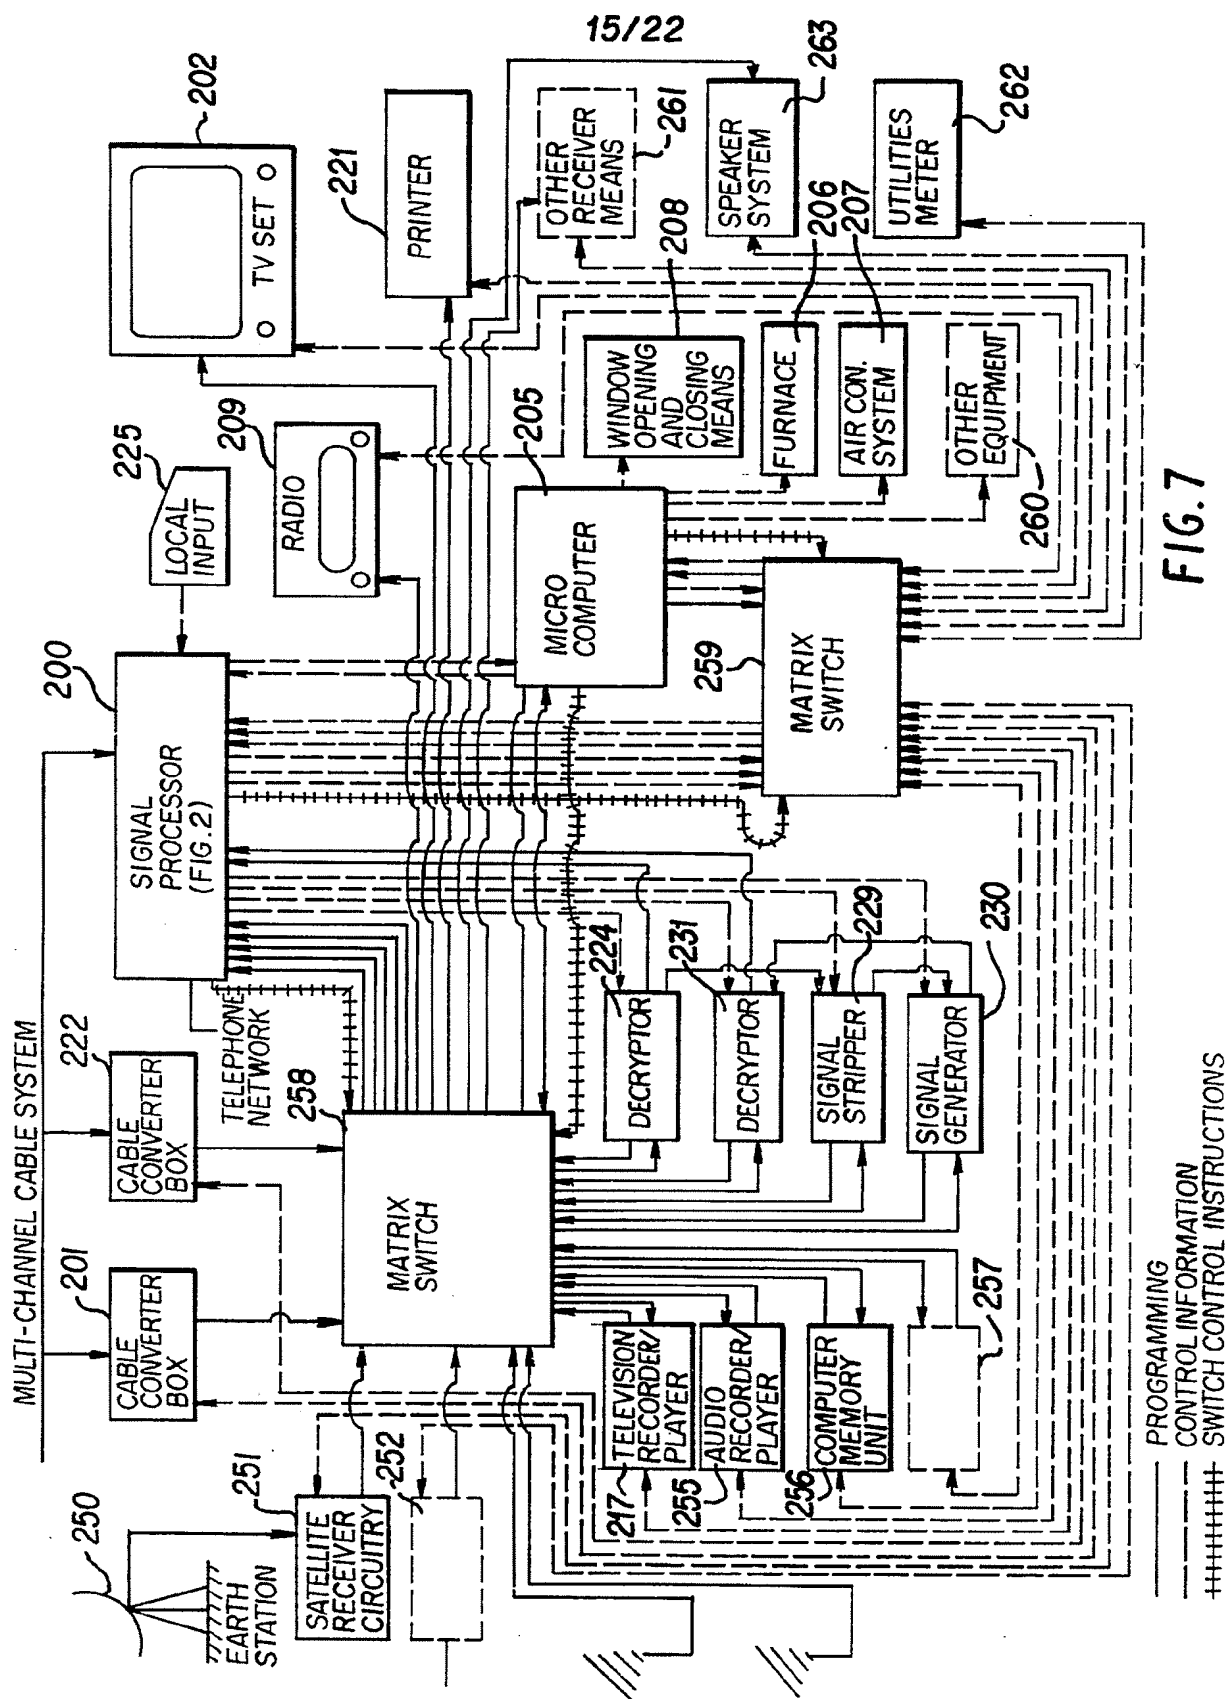 15/22
MULTI-CHANNEL CABLE SYSTEM
250
EARTH
STATION
251
SATELLITE
RECEIVER
CIRCUITRY
252
201
CABLE
CONVERTER
BOX
222
CABLE
CONVERTER
BOX
TELEPHONE
NETWORK
200
SIGNAL
PROCESSOR
(FIG.2)
225
LOCAL
INPUT
209
RADIO
202
TV SET
221
PRINTER
258
MATRIX
SWITCH
205
MICRO
COMPUTER
OTHER
RECEIVER
MEANS
261
208
WINDOW
OPENING
AND
CLOSING
MEANS
SPEAKER
SYSTEM
263
206
FURNACE
207
AIR CON.
SYSTEM
UTILITIES
METER
262
OTHER
EQUIPMENT
260
259
MATRIX
SWITCH
224
DECRYPTOR
231
DECRYPTOR
229
SIGNAL
STRIPPER
230
SIGNAL
GENERATOR
217
TELEVISION
RECORDER/
PLAYER
255
AUDIO
RECORDER/
PLAYER
256
COMPUTER
MEMORY
UNIT
257
PROGRAMMING
CONTROL INFORMATION
SWITCH CONTROL INSTRUCTIONS
FIG. 7